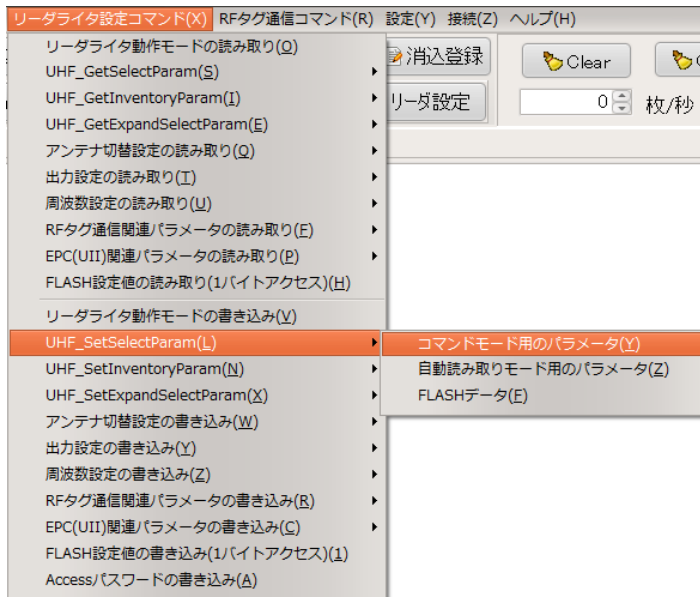 リーダライタ設定コマンド(X) RFタグ通信コマンド(R) 設定(Y) 接続(Z) ヘルプ(H)
リーダライタ動作モードの読み取り(O)
UHF_GetSelectParam(S)
UHF_GetInventoryParam(I)
UHF_GetExpandSelectParam(E)
アンテナ切替設定の読み取り(Q)
出力設定の読み取り(T)
周波数設定の読み取り(U)
RFタグ通信関連パラメータの読み取り(F)
EPC(UII)関連パラメータの読み取り(P)
FLASH設定値の読み取り(1バイトアクセス)(H)
リーダライタ動作モードの書き込み(V)
UHF_SetSelectParam(L)
UHF_SetInventoryParam(N)
UHF_SetExpandSelectParam(X)
アンテナ切替設定の書き込み(W)
出力設定の書き込み(Y)
周波数設定の書き込み(Z)
RFタグ通信関連パラメータの書き込み(R)
EPC(UII)関連パラメータの書き込み(C)
FLASH設定値の書き込み(1バイトアクセス)(1)
Accessパスワードの書き込み(A)
消込登録
Clear
リーダ設定
0 枚/秒
コマンドモード用のパラメータ(Y)
自動読み取りモード用のパラメータ(Z)
FLASHデータ(F)